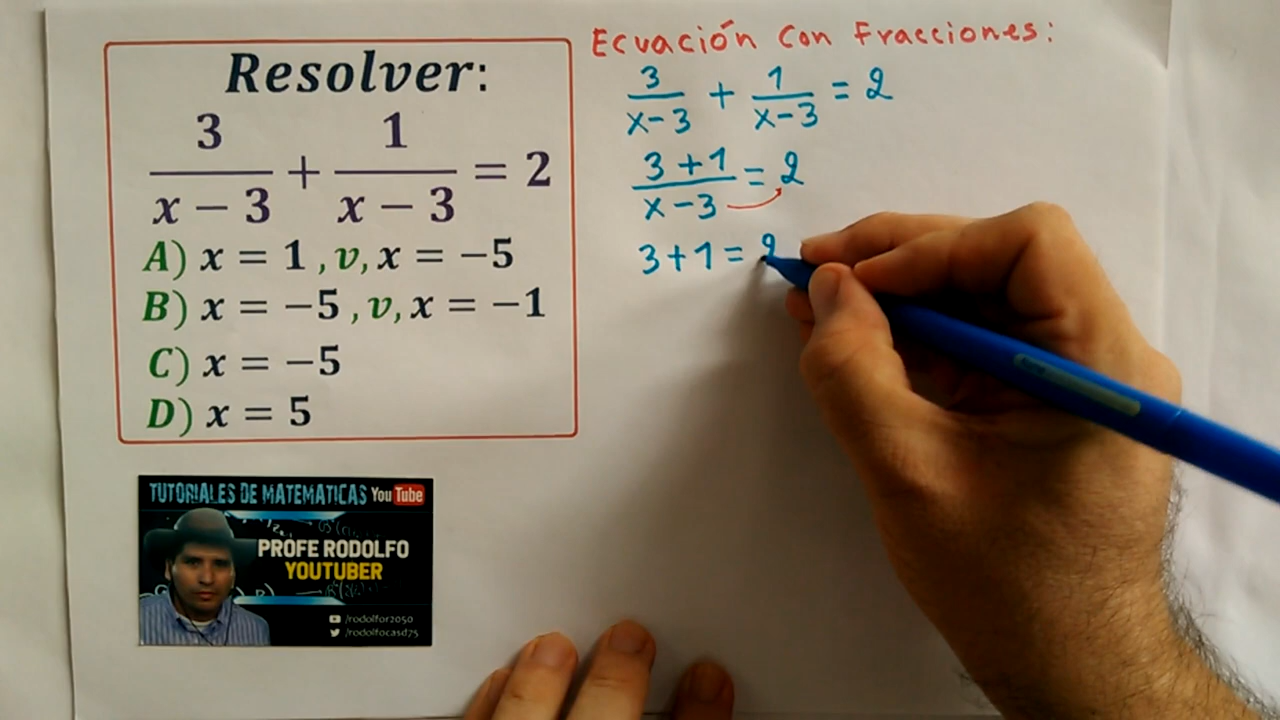 Resolver:
3/(x − 3) + 1/(x − 3) = 2
A) x = 1 , v, x = −5
B) x = −5 , v, x = −1
C) x = −5
D) x = 5
TUTORIALES DE MATEMATICAS YouTube
PROFE RODOLFO
YOUTUBER
/rodolfor2050
/rodolfocasd75
Ecuación con Fracciones:
3/(x-3) + 1/(x-3) = 2
(3+1)/(x-3) = 2
3+1 = 2